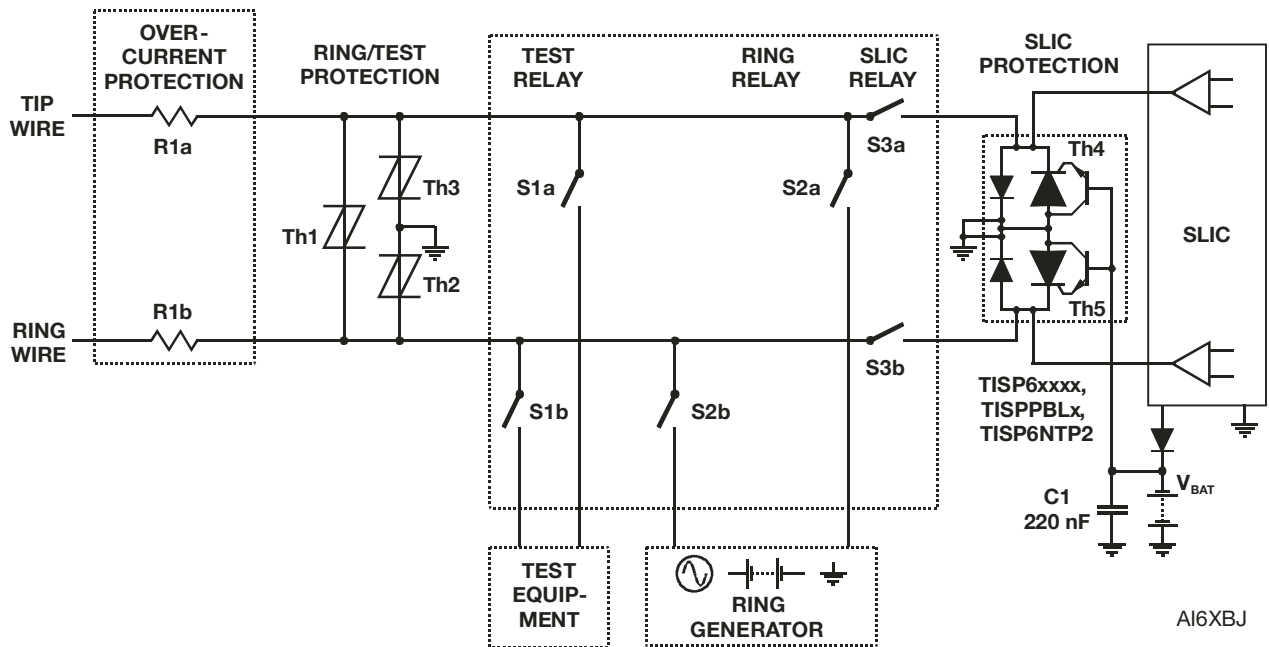 OVER-
CURRENT
PROTECTION
RING/TEST
PROTECTION
TEST
RELAY
RING
RELAY
SLIC
RELAY
SLIC
PROTECTION
TIP
WIRE
R1a
S3a
Th4
Th3
S1a
S2a
Th1
SLIC
Th2
R1b
Th5
RING
WIRE
S3b
TISP6xxxx,
TISPPBLx,
TISP6NTP2
S1b
S2b
C1
220 nF
VBAT
TEST
EQUIP-
MENT
RING
GENERATOR
AI6XBJ